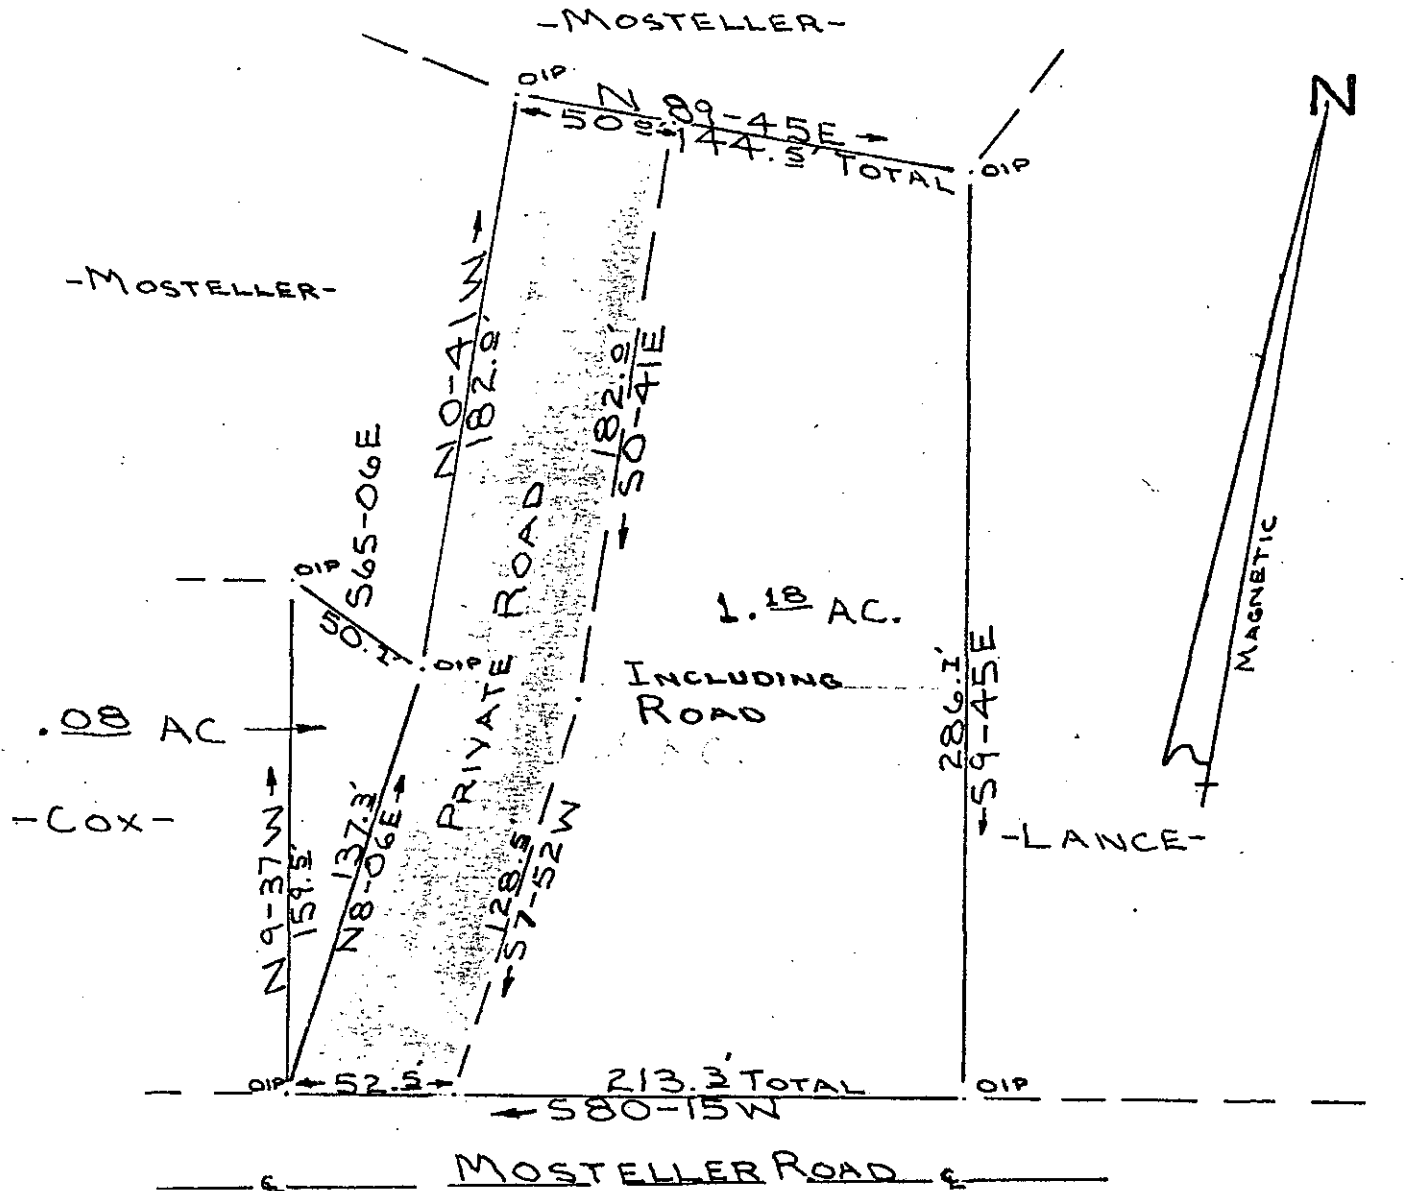 -MOSTELLER-
OIP
N 89-45E →
← 50.0' →
144.5' TOTAL
OIP
N
-MOSTELLER-
N0-41W →
182.0'
182.0'
← S0-41E
OIP
S65-06E
50.1'
OIP
PRIVATE ROAD
1.18 AC.
INCLUDING
ROAD
286.1'
← S9-45E
MAGNETIC
.08 AC →
-COX-
-LANCE-
N9-37W →
159.5'
137.3'
N8-06E →
128.5'
← S7-52W
OIP
← 52.5' →
213.3' TOTAL
← S80-15W
OIP
℄ MOSTELLER ROAD ℄